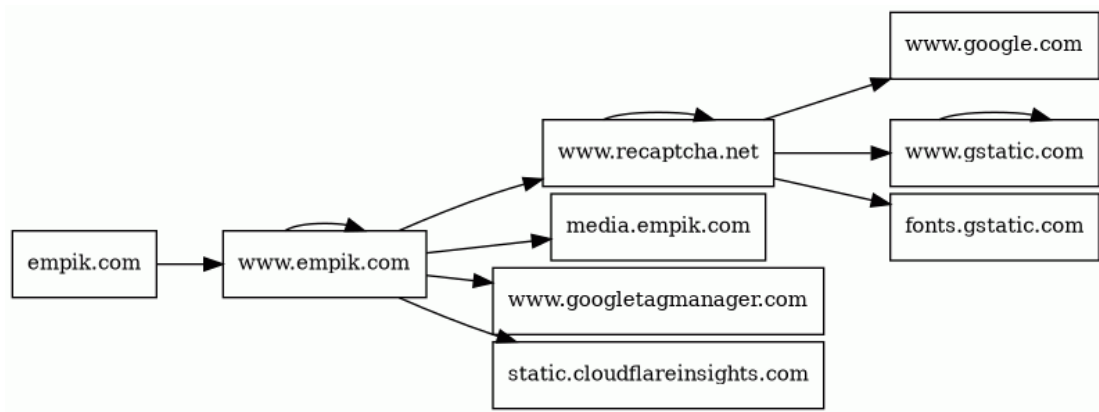 empik.com
www.empik.com
www.recaptcha.net
media.empik.com
www.googletagmanager.com
static.cloudflareinsights.com
www.google.com
www.gstatic.com
fonts.gstatic.com